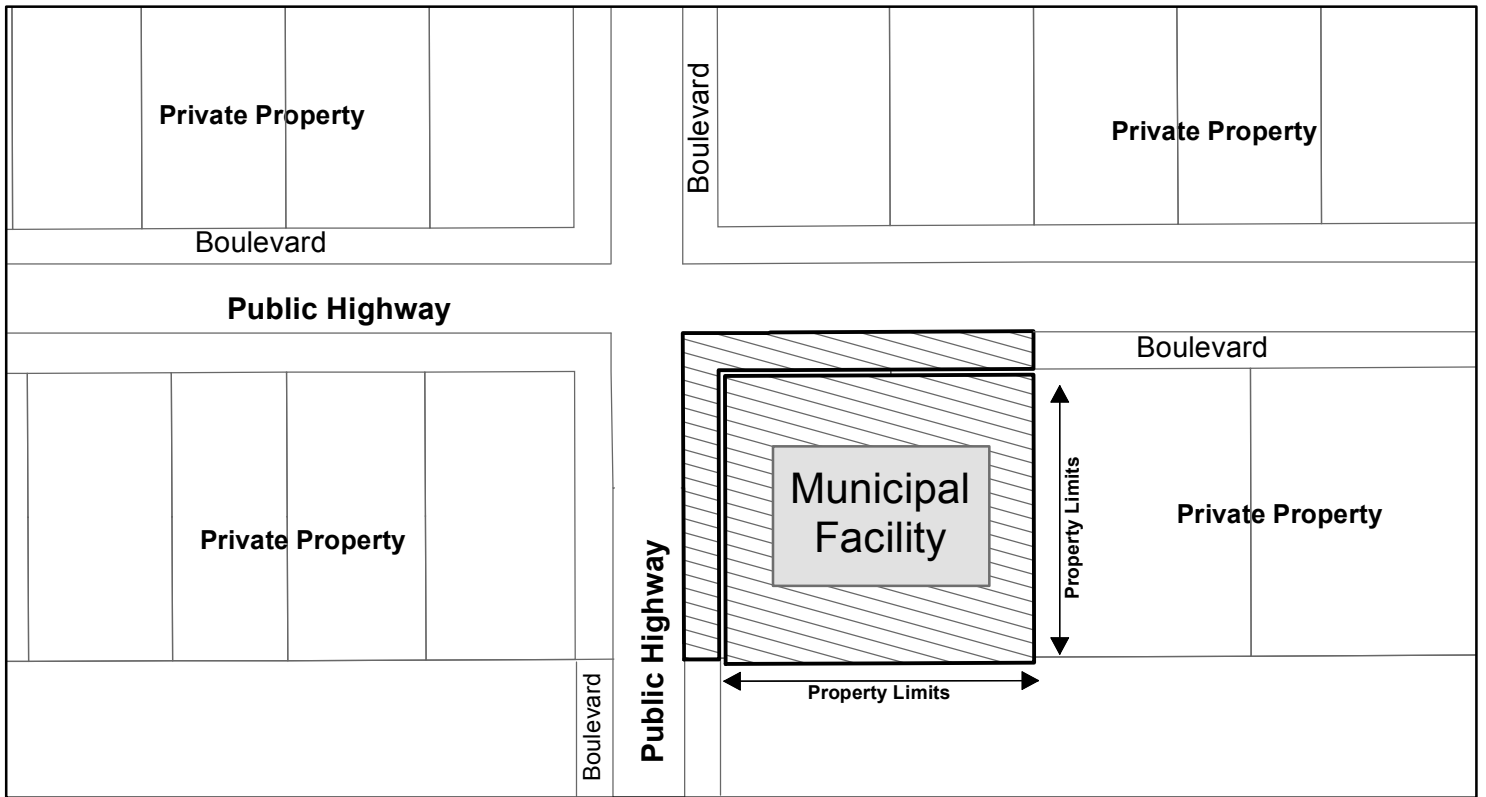 Boulevard
Private Property
Private Property
Boulevard
Public Highway
Boulevard
Municipal
Facility
Property Limits
Private Property
Private Property
Public Highway
Property Limits
Boulevard